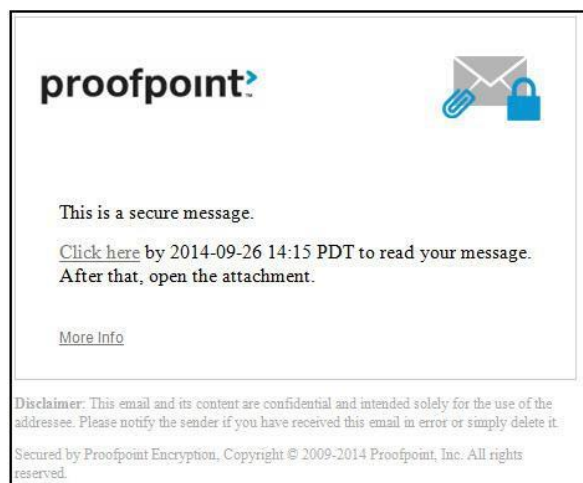 proofpoint
This is a secure message.
Click here by 2014-09-26 14:15 PDT to read your message.
After that, open the attachment.
More Info
Disclaimer: This email and its content are confidential and intended solely for the use of the
addressee. Please notify the sender if you have received this email in error or simply delete it.
Secured by Proofpoint Encryption, Copyright © 2009-2014 Proofpoint, Inc. All rights
reserved.